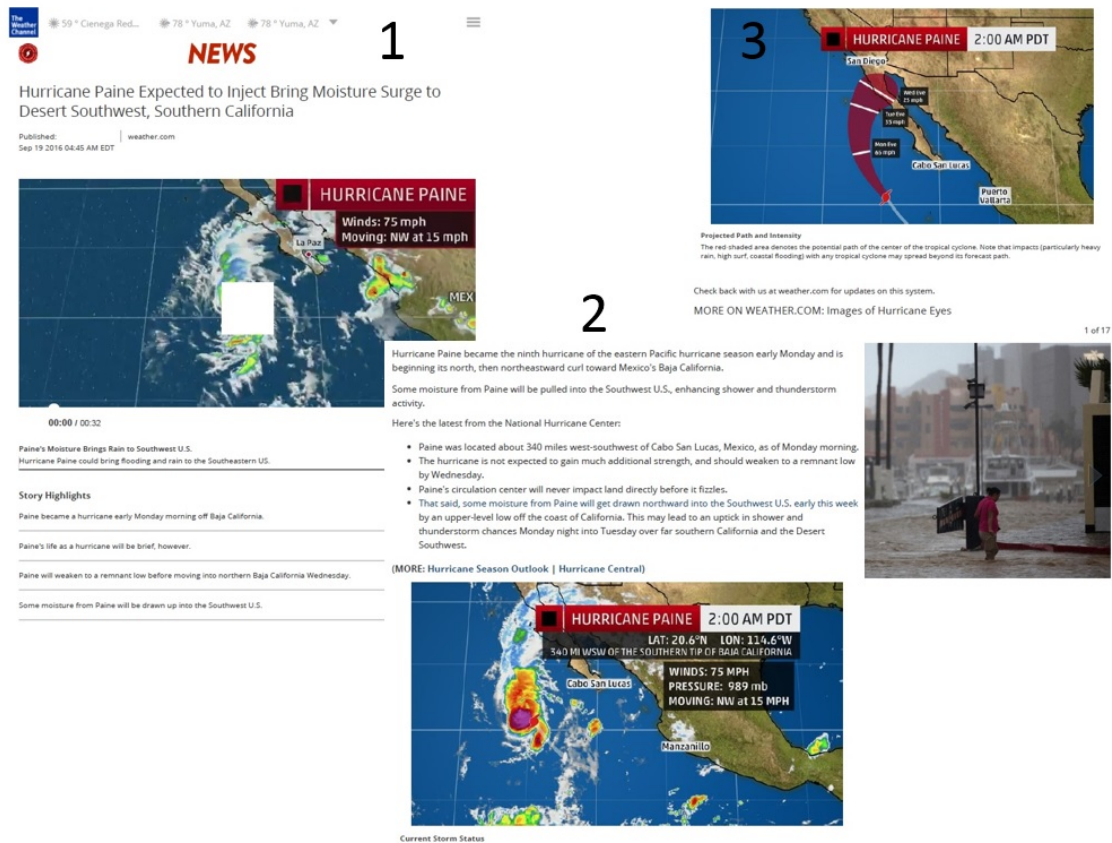 The
Weather
Channel
59 ° Cienega Red...
78 ° Yuma, AZ
78 ° Yuma, AZ
1
NEWS
Hurricane Paine Expected to Inject Bring Moisture Surge to
Desert Southwest, Southern California
Published:
Sep 19 2016 04:45 AM EDT
weather.com
HURRICANE PAINE
Winds: 75 mph
Moving: NW at 15 mph
La Paz
MEX
00:00 / 00:32
Paine's Moisture Brings Rain to Southwest U.S.
Hurricane Paine could bring flooding and rain to the Southeastern US.
Story Highlights
Paine became a hurricane early Monday morning off Baja California.
Paine's life as a hurricane will be brief, however.
Paine will weaken to a remnant low before moving into northern Baja California Wednesday.
Some moisture from Paine will be drawn up into the Southwest U.S.
2
Hurricane Paine became the ninth hurricane of the eastern Pacific hurricane season early Monday and is
beginning its north, then northeastward curl toward Mexico's Baja California.
Some moisture from Paine will be pulled into the Southwest U.S., enhancing shower and thunderstorm
activity.
Here's the latest from the National Hurricane Center:
• Paine was located about 340 miles west-southwest of Cabo San Lucas, Mexico, as of Monday morning.
• The hurricane is not expected to gain much additional strength, and should weaken to a remnant low
by Wednesday.
• Paine's circulation center will never impact land directly before it fizzles.
• That said, some moisture from Paine will get drawn northward into the Southwest U.S. early this week
by an upper-level low off the coast of California. This may lead to an uptick in shower and
thunderstorm chances Monday night into Tuesday over far southern California and the Desert
Southwest.
(MORE: Hurricane Season Outlook | Hurricane Central)
HURRICANE PAINE 2:00 AM PDT
LAT: 20.6°N LON: 114.6°W
340 MI WSW OF THE SOUTHERN TIP OF BAJA CALIFORNIA
WINDS: 75 MPH
PRESSURE: 989 mb
MOVING: NW at 15 MPH
Cabo San Lucas
Manzanillo
Current Storm Status
3
HURRICANE PAINE 2:00 AM PDT
San Diego
Wed Eve
25 mph
Tue Eve
35 mph
Mon Eve
65 mph
Cabo San Lucas
Puerto
Vallarta
Projected Path and Intensity
The red-shaded area denotes the potential path of the center of the tropical cyclone. Note that impacts (particularly heavy
rain, high surf, coastal flooding) with any tropical cyclone may spread beyond its forecast path.
Check back with us at weather.com for updates on this system.
MORE ON WEATHER.COM: Images of Hurricane Eyes
1 of 17